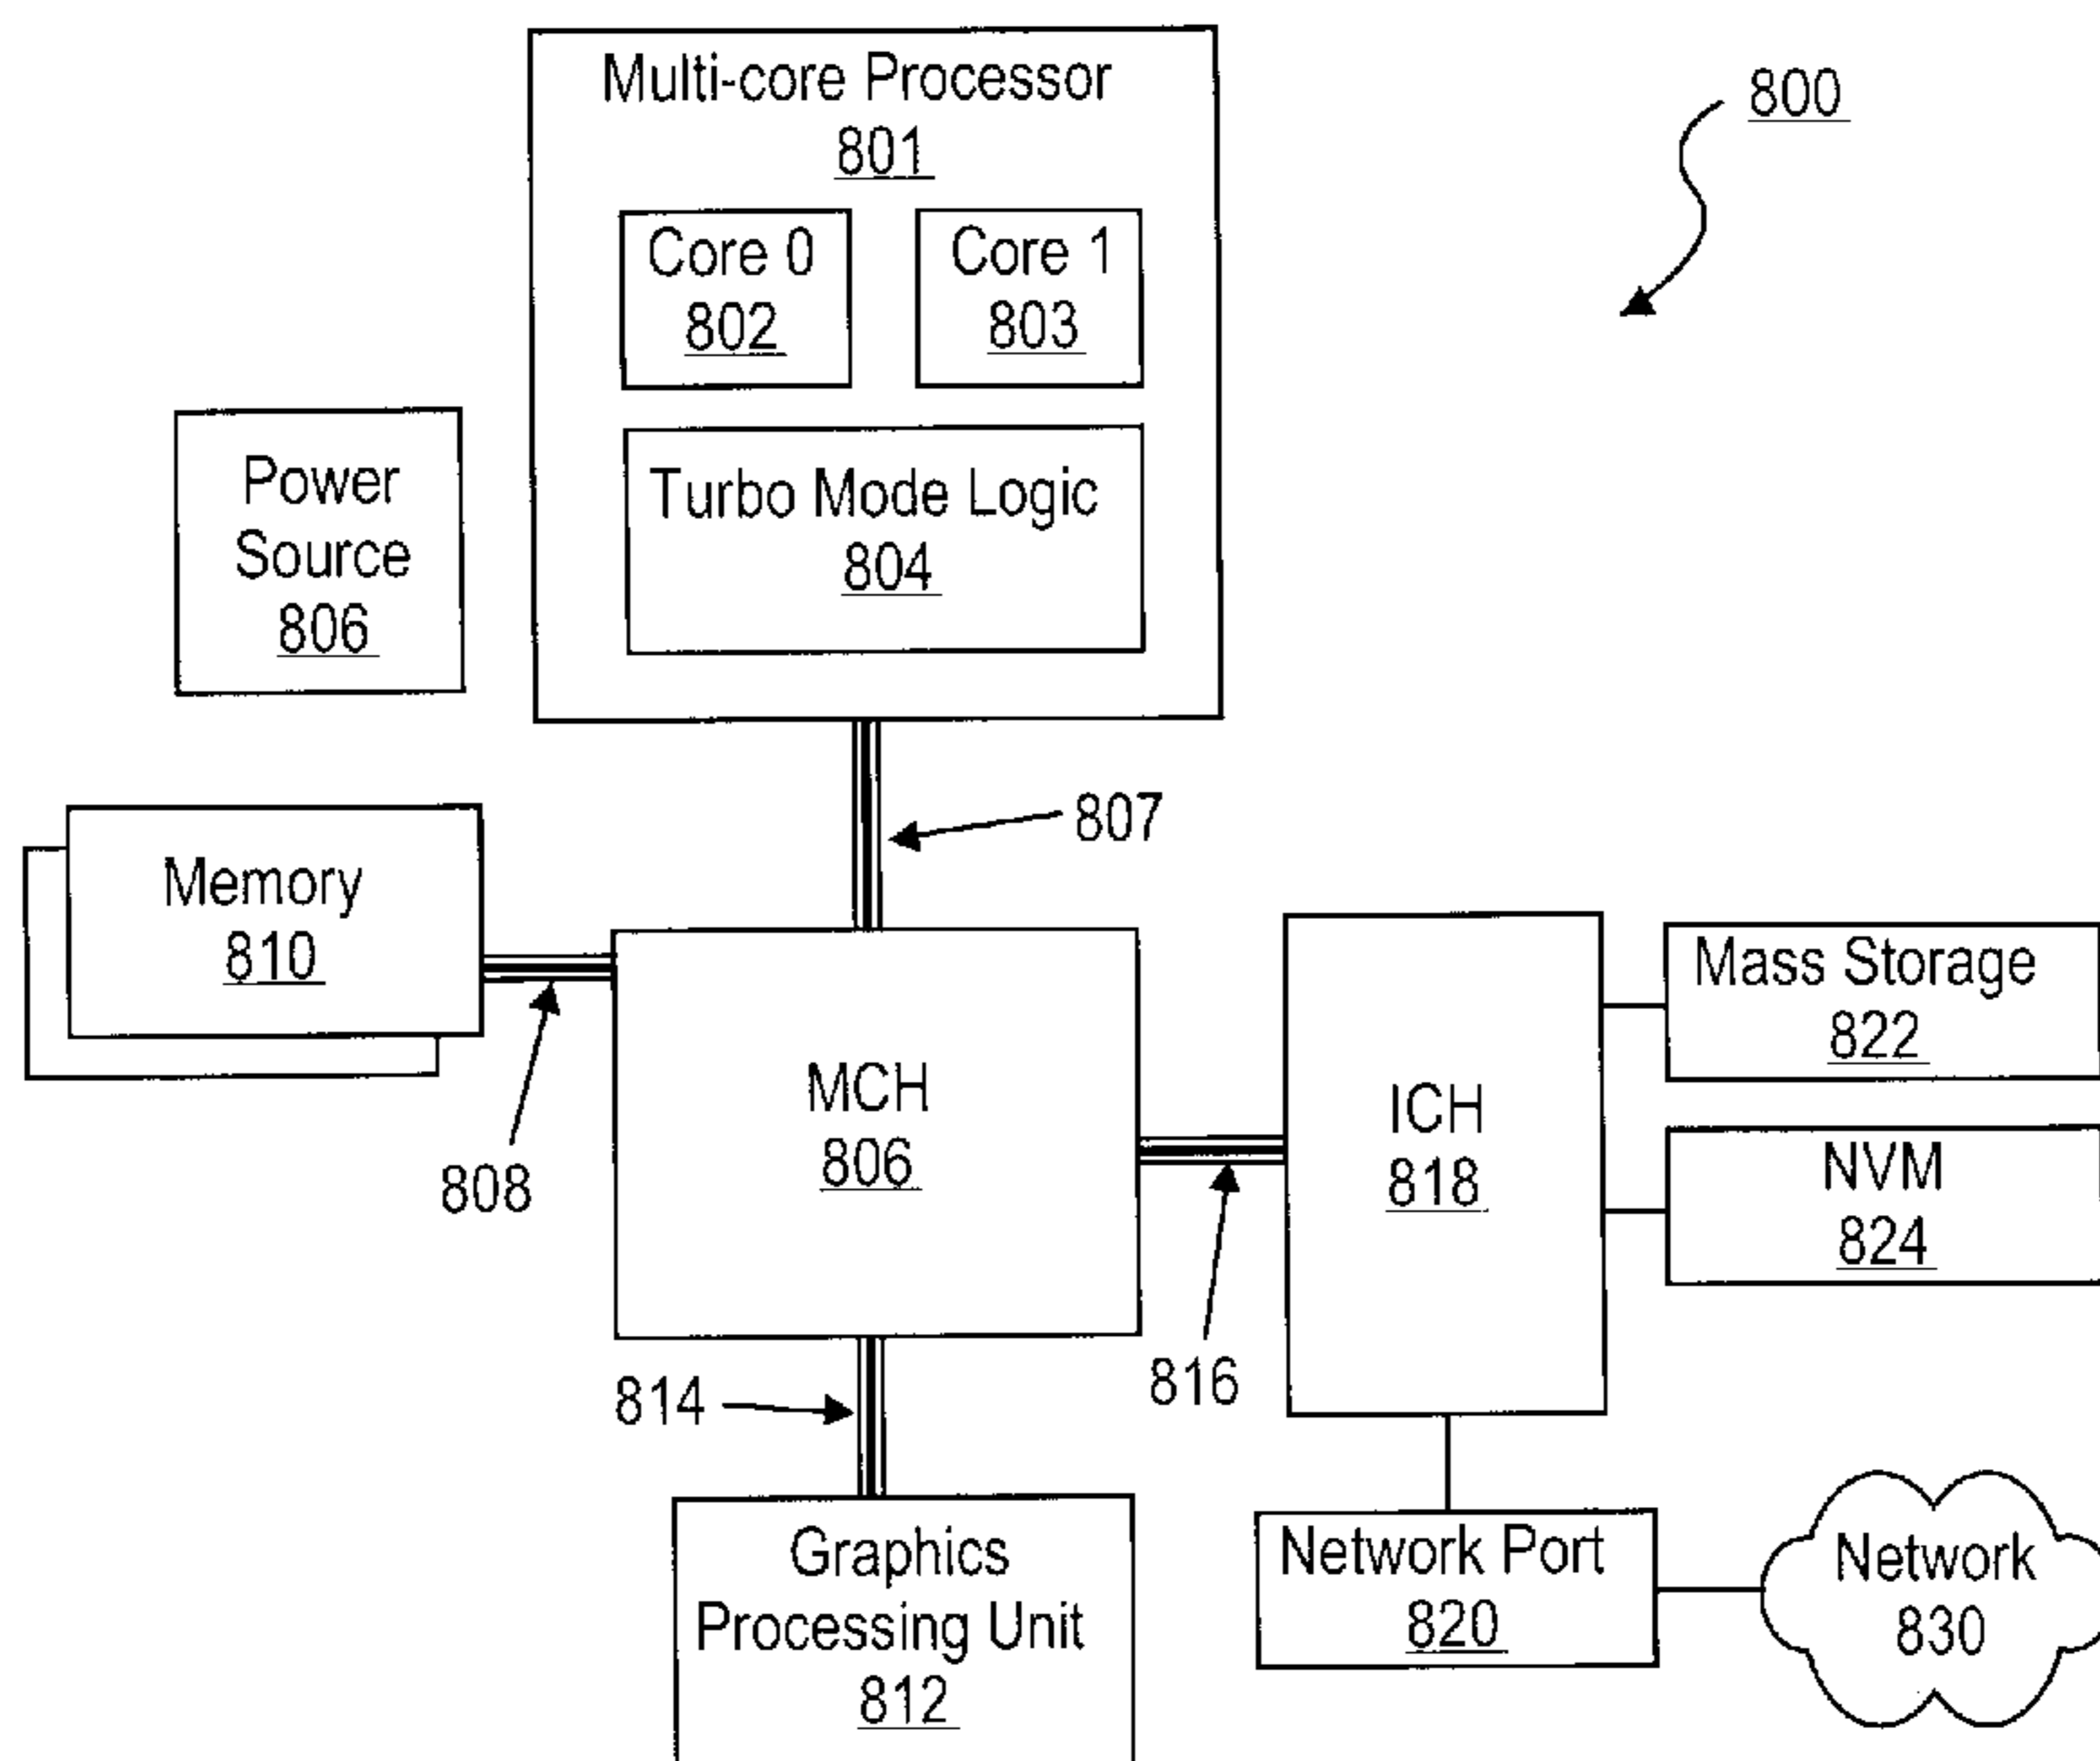 Multi-core Processor
801
800
Core 0
802
Core 1
803
Turbo Mode Logic
804
Power
Source
806
807
Memory
810
808
MCH
806
ICH
818
Mass Storage
822
NVM
824
816
814
Graphics
Processing Unit
812
Network Port
820
Network
830